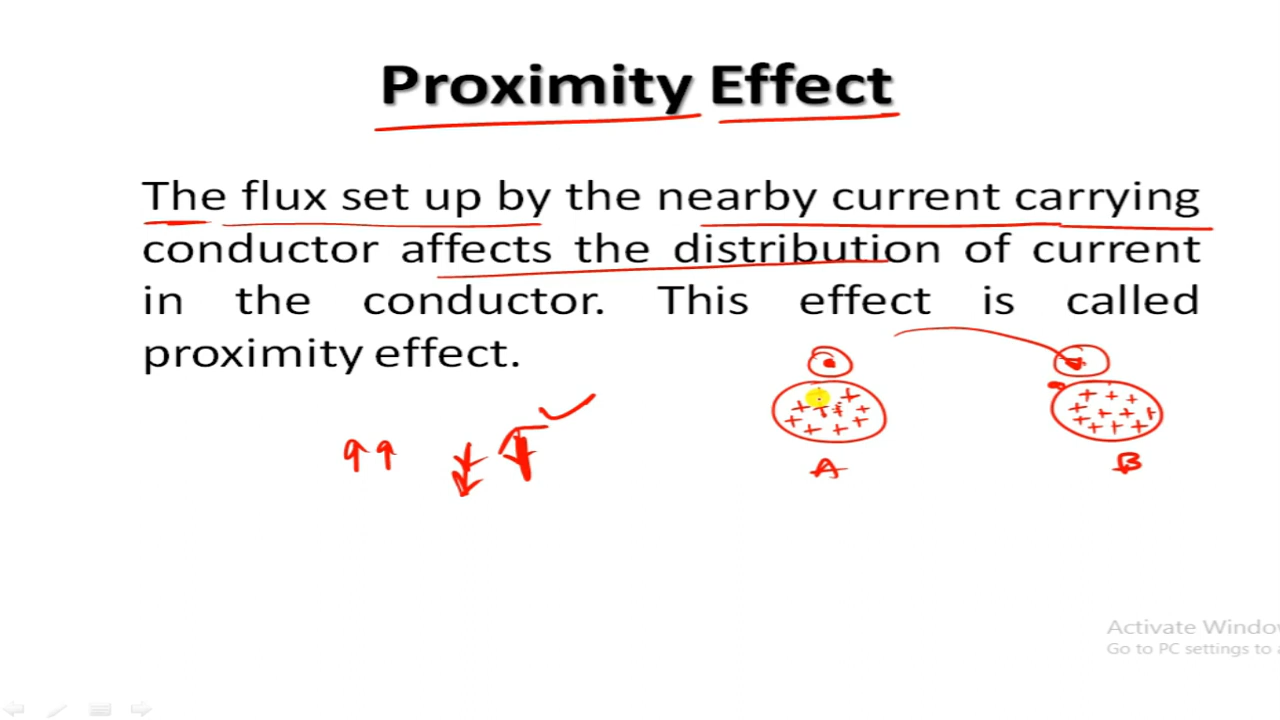 Proximity Effect
The flux set up by the nearby current carrying
conductor affects the distribution of current
in the conductor. This effect is called
proximity effect.
A B
Activate Window
Go to PC settings to a